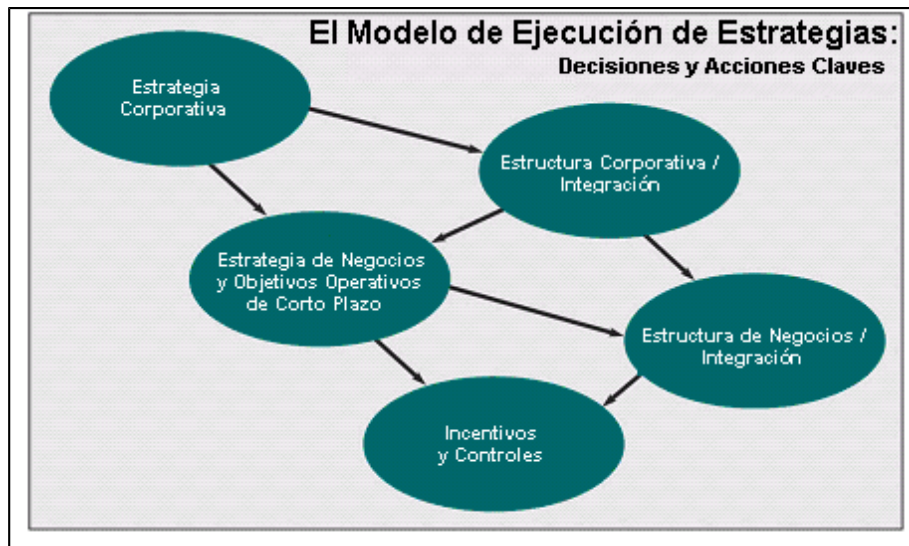 El Modelo de Ejecución de Estrategias:
Decisiones y Acciones Claves
Estrategia
Corporativa
Estructura Corporativa /
Integración
Estrategia de Negocios
y Objetivos Operativos
de Corto Plazo
Estructura de Negocios /
Integración
Incentivos
y Controles